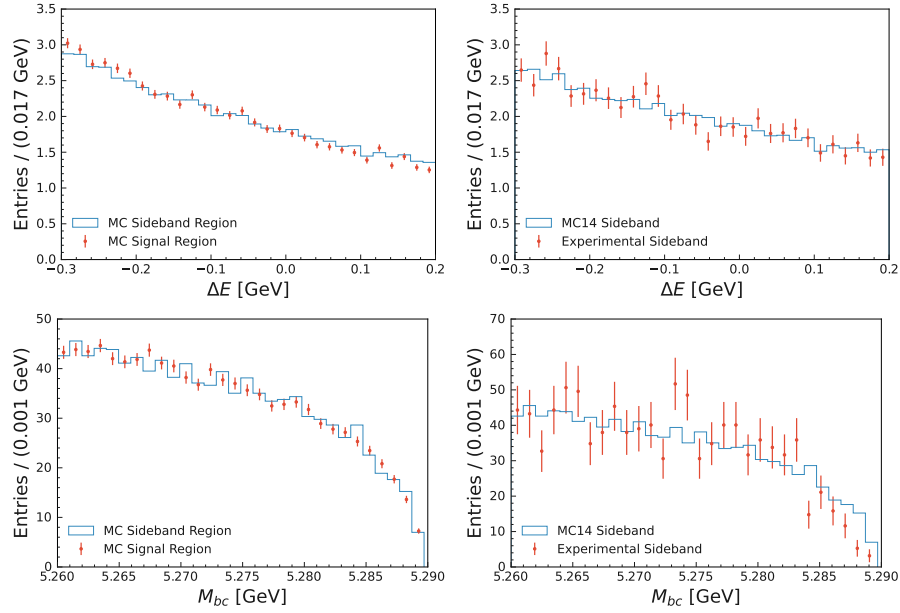 3.5
3.0
2.5
2.0
1.5
1.0
0.5
0.0
Entries / (0.017 GeV)
MC Sideband Region
MC Signal Region
−0.3 −0.2 −0.1 0.0 0.1 0.2
ΔE [GeV]
3.5
3.0
2.5
2.0
1.5
1.0
0.5
0.0
Entries / (0.017 GeV)
MC14 Sideband
Experimental Sideband
−0.3 −0.2 −0.1 0.0 0.1 0.2
ΔE [GeV]
50
40
30
20
10
0
Entries / (0.001 GeV)
MC Sideband Region
MC Signal Region
5.260 5.265 5.270 5.275 5.280 5.285 5.290
M_bc [GeV]
70
60
50
40
30
20
10
0
Entries / (0.001 GeV)
MC14 Sideband
Experimental Sideband
5.260 5.265 5.270 5.275 5.280 5.285 5.290
M_bc [GeV]